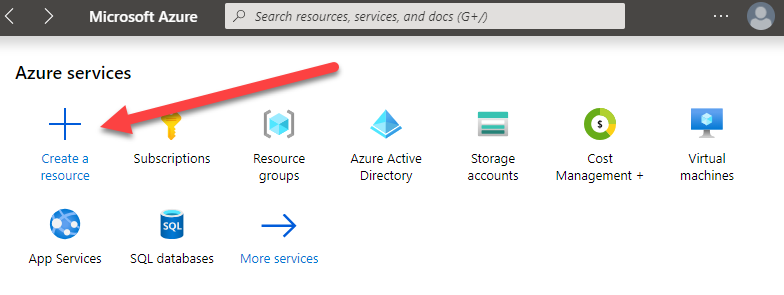 Microsoft Azure
Search resources, services, and docs (G+/)
...
Azure services
Create a
resource
Subscriptions
Resource
groups
Azure Active
Directory
Storage
accounts
Cost
Management +
Virtual
machines
App Services
SQL
SQL databases
More services